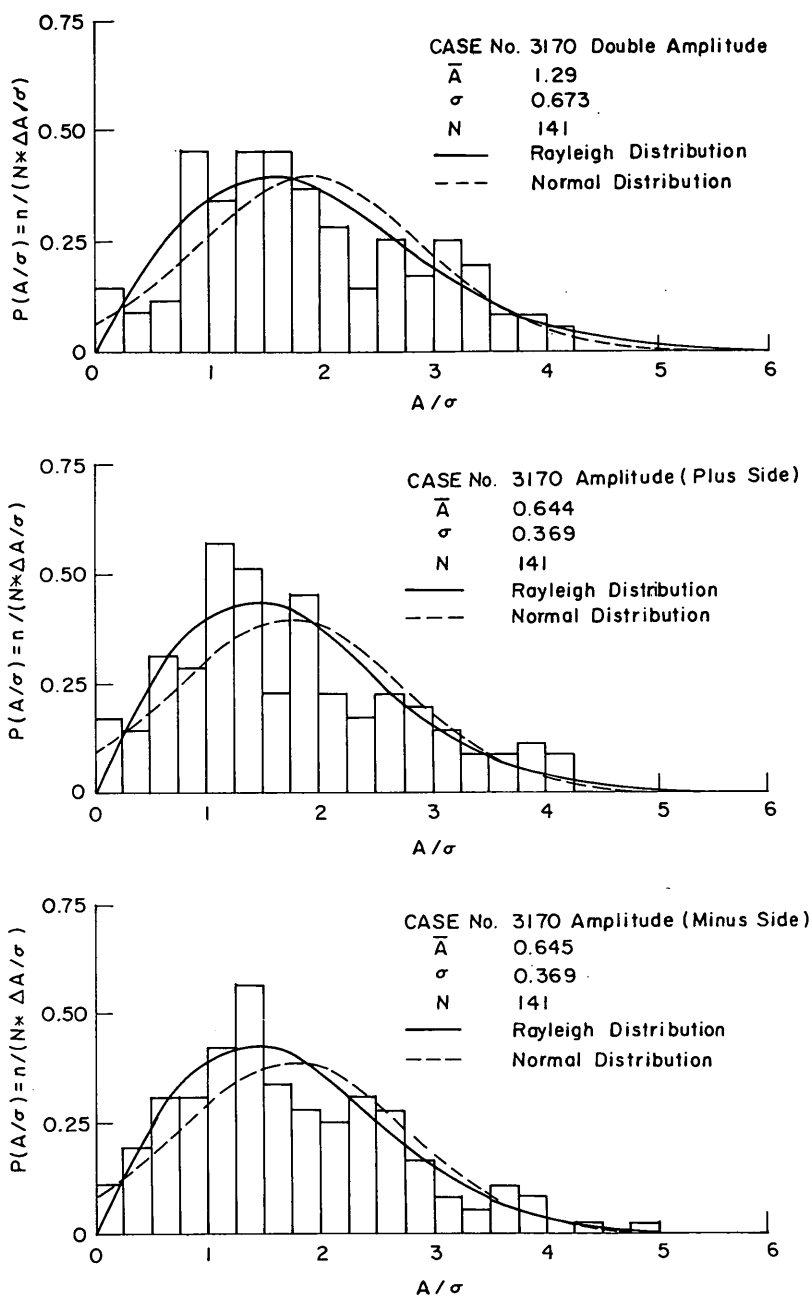 0.75
CASE No. 3170 Double Amplitude
A̅ 1.29
σ 0.673
0.50
N 141
Rayleigh Distribution
Normal Distribution
P(A/σ)=n/(N*ΔA/σ)
0.25
0
0 1 2 3 4 5 6
A/σ
0.75
CASE No. 3170 Amplitude (Plus Side)
A̅ 0.644
σ 0.369
0.50
N 141
Rayleigh Distribution
Normal Distribution
P(A/σ)=n/(N*ΔA/σ)
0.25
0
0 1 2 3 4 5 6
A/σ
0.75
CASE No. 3170 Amplitude (Minus Side)
A̅ 0.645
σ 0.369
0.50
N 141
Rayleigh Distribution
Normal Distribution
P(A/σ)=n/(N* ΔA/σ)
0.25
0
0 1 2 3 4 5 6
A/σ